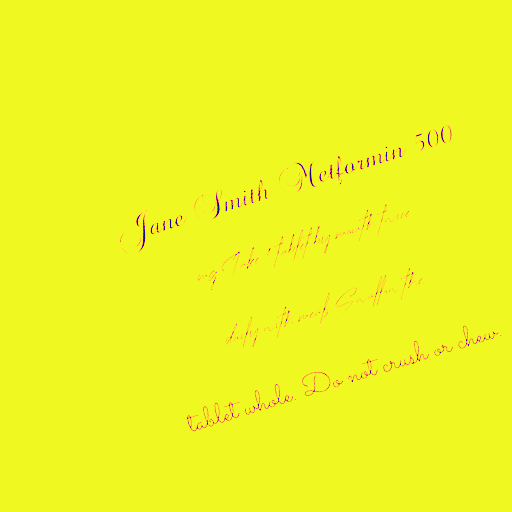 Jane Smith Metformin 500
mg. Take 1 tablet by mouth twice
daily with meals. Swallow the
tablet whole. Do not crush or chew.